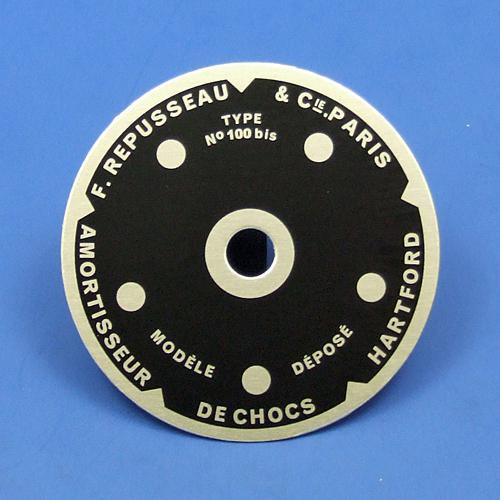 F. REPUSSEAU & CIE. PARIS
TYPE
No 100 bis
AMORTISSEUR DE CHOCS HARTFORD
MODÈLE DÉPOSÉ